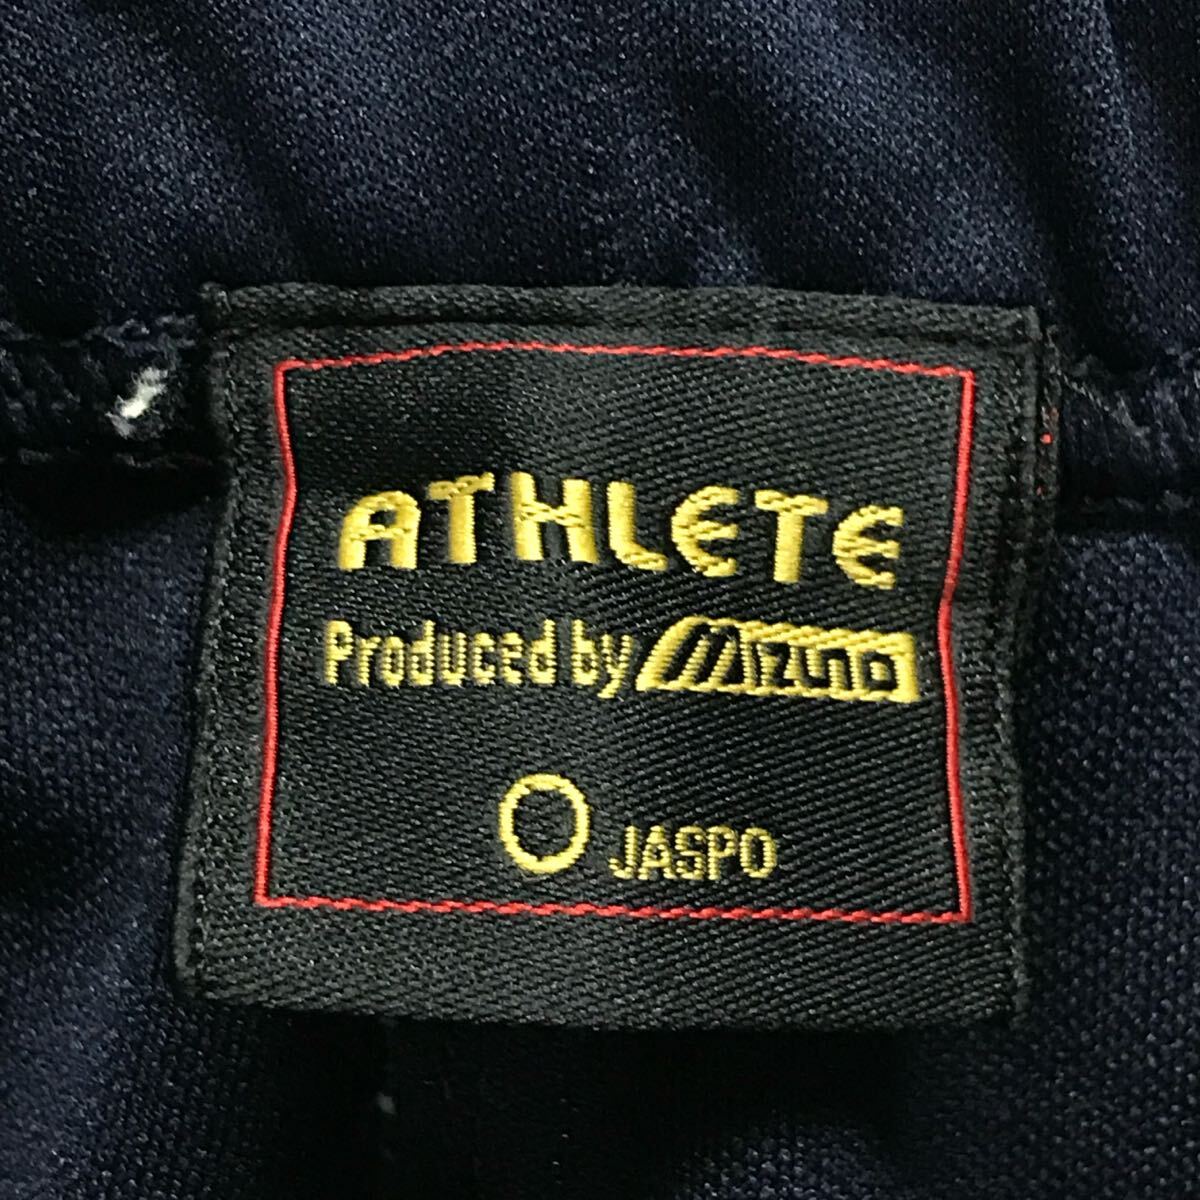 ATHLETE
Produced by Mizuno
O JASPO